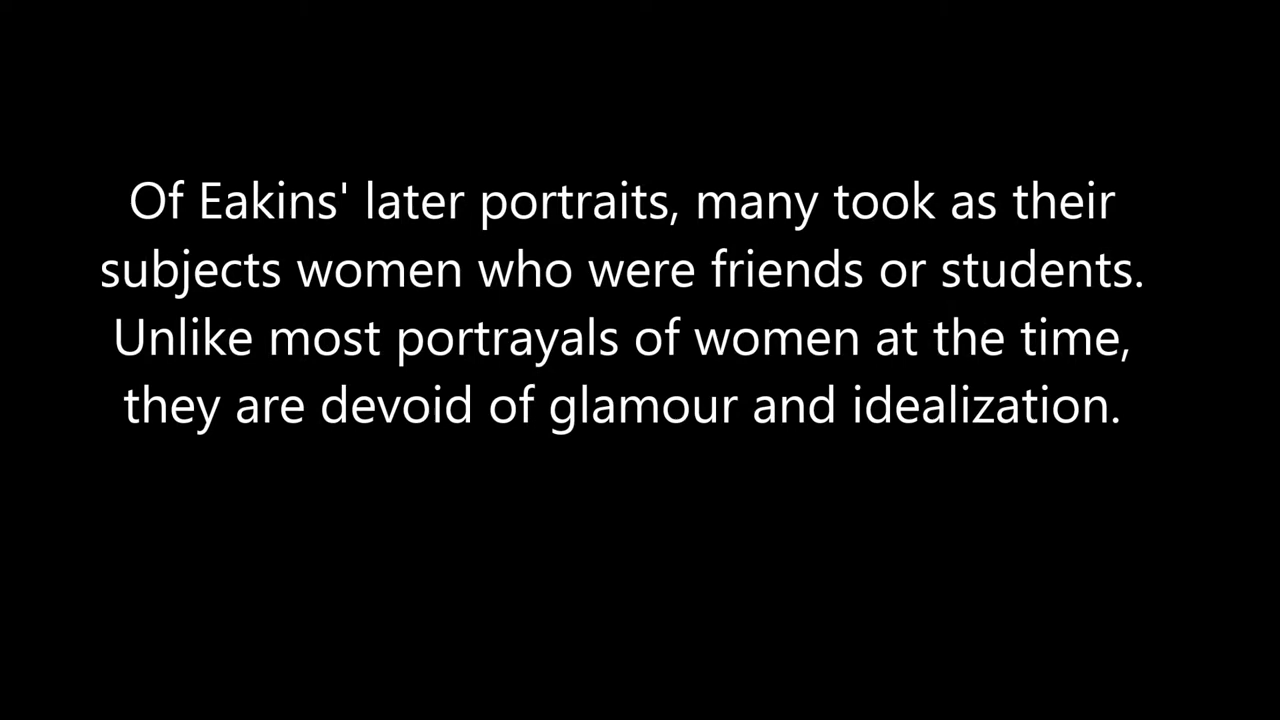 Of Eakins' later portraits, many took as their
subjects women who were friends or students.
Unlike most portrayals of women at the time,
they are devoid of glamour and idealization.